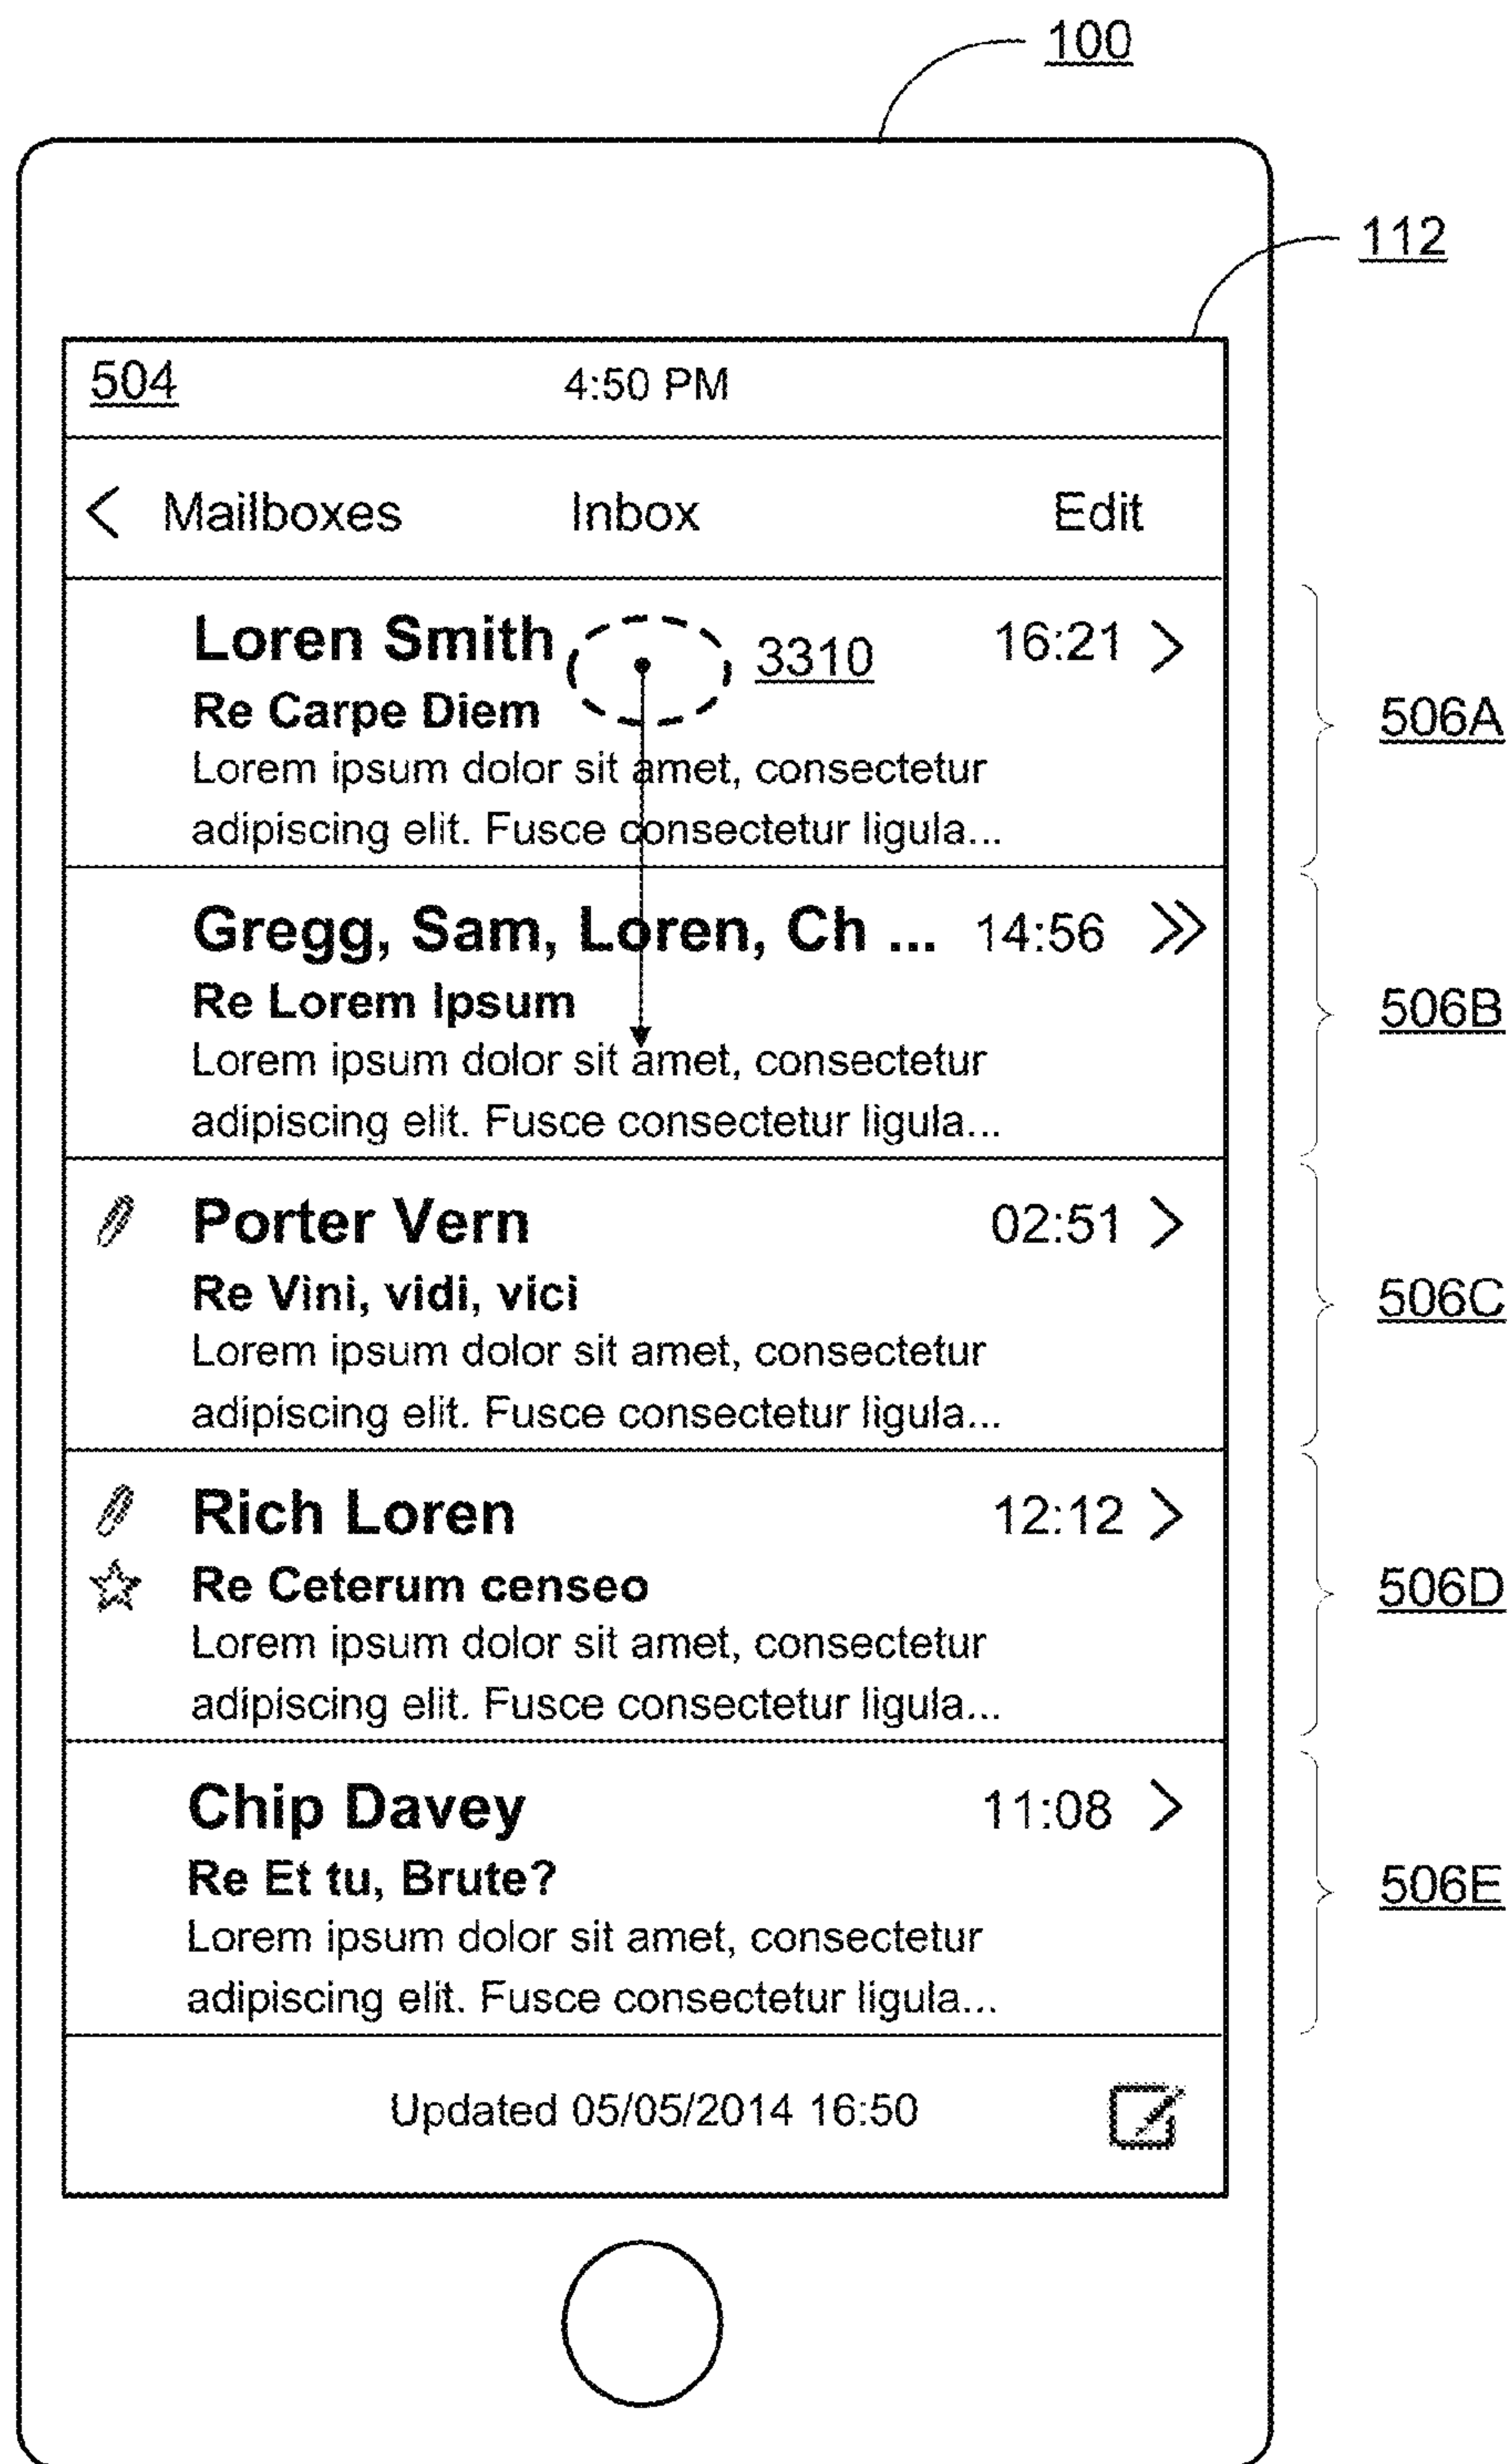 100
112
504 4:50 PM
< Mailboxes Inbox Edit
Loren Smith 3310 16:21 >
Re Carpe Diem
Lorem ipsum dolor sit amet, consectetur
adipiscing elit. Fusce consectetur ligula...
506A
Gregg, Sam, Loren, Ch ... 14:56 >>
Re Lorem Ipsum
Lorem ipsum dolor sit amet, consectetur
adipiscing elit. Fusce consectetur ligula...
506B
Porter Vern 02:51 >
Re Vini, vidi, vici
Lorem ipsum dolor sit amet, consectetur
adipiscing elit. Fusce consectetur ligula...
506C
Rich Loren 12:12 >
Re Ceterum censeo
Lorem ipsum dolor sit amet, consectetur
adipiscing elit. Fusce consectetur ligula...
506D
Chip Davey 11:08 >
Re Et tu, Brute?
Lorem ipsum dolor sit amet, consectetur
adipiscing elit. Fusce consectetur ligula...
506E
Updated 05/05/2014 16:50